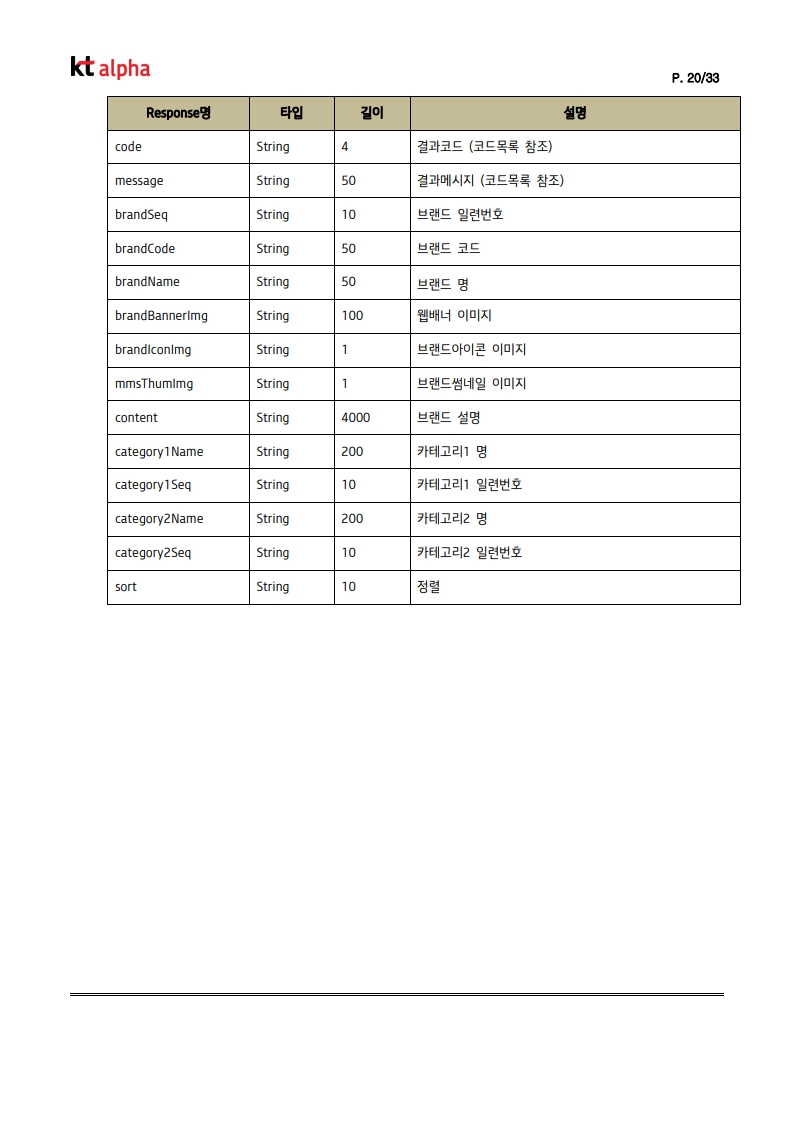 kt alpha
P. 20/33
Response명 타입 길이 설명
code String 4 결과코드 (코드목록 참조)
message String 50 결과메시지 (코드목록 참조)
brandSeq String 10 브랜드 일련번호
brandCode String 50 브랜드 코드
brandName String 50 브랜드 명
brandBannerImg String 100 웹배너 이미지
brandIconImg String 1 브랜드아이콘 이미지
mmsThumImg String 1 브랜드썸네일 이미지
content String 4000 브랜드 설명
category1Name String 200 카테고리1 명
category1Seq String 10 카테고리1 일련번호
category2Name String 200 카테고리2 명
category2Seq String 10 카테고리2 일련번호
sort String 10 정렬